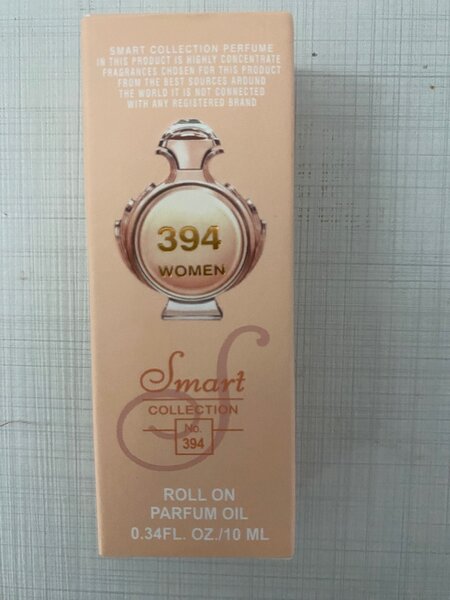 SMART COLLECTION PERFUME
IN THIS PRODUCT IS HIGHLY CONCENTRATE
FRAGRANCES CHOSEN FOR THIS PRODUCT
FROM THE BEST SOURCES AROUND
THE WORLD IT IS NOT CONNECTED
WITH ANY REGISTERED BRAND
394
WOMEN
Smart
COLLECTION
No.
394
ROLL ON
PARFUM OIL
0.34FL. OZ./10 ML